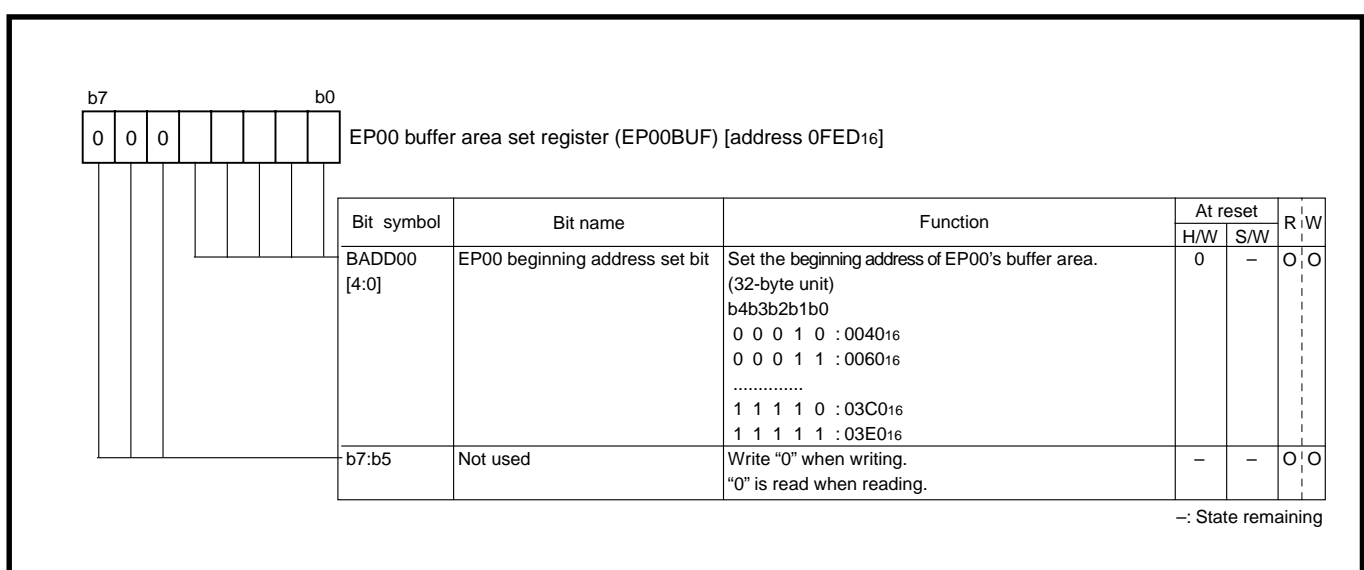 b7 b0
0 0 0 EP00 buffer area set register (EP00BUF) [address 0FED16]
Bit symbol Bit name Function At reset R W
H/W S/W
BADD00 EP00 beginning address set bit Set the beginning address of EP00's buffer area. 0 – O O
[4:0] (32-byte unit)
b4b3b2b1b0
0 0 0 1 0 : 004016
0 0 0 1 1 : 006016
..............
1 1 1 1 0 : 03C016
1 1 1 1 1 : 03E016
b7:b5 Not used Write “0” when writing. – – O O
“0” is read when reading.
–: State remaining